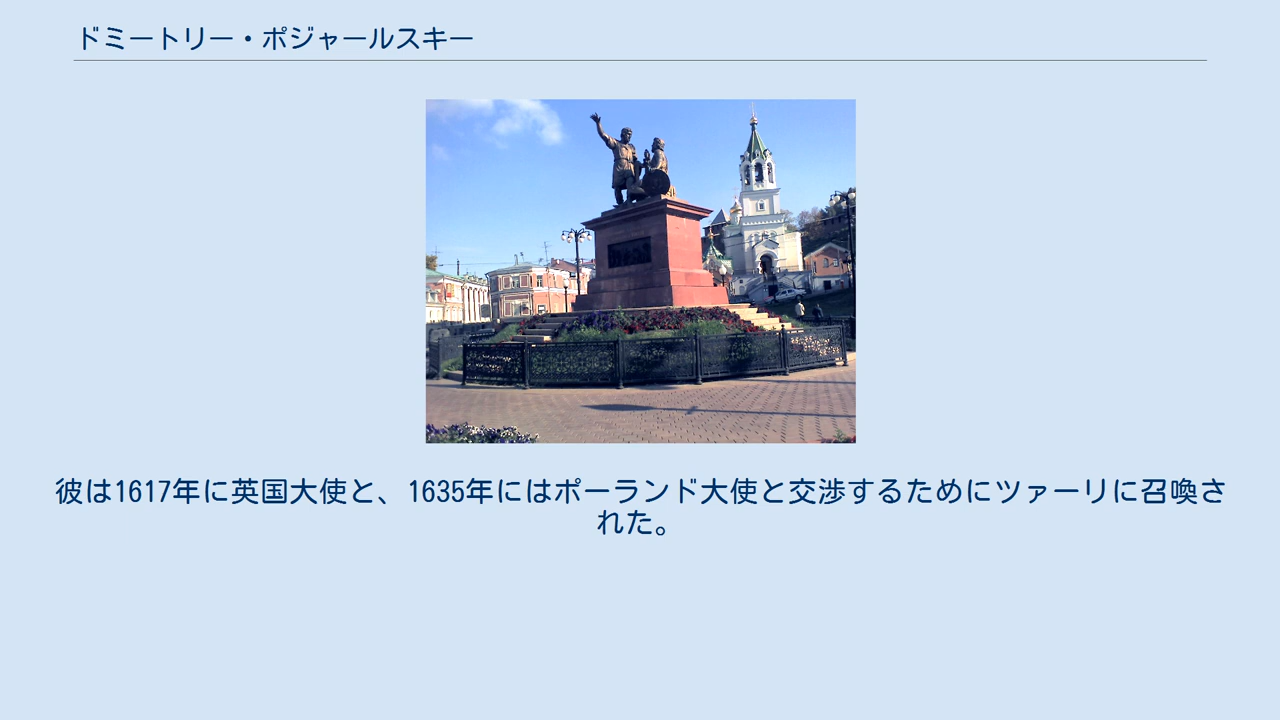 ドミートリー・ポジャールスキー
彼は1617年に英国大使と、1635年にはポーランド大使と交渉するためにツァーリに召喚さ
れた。